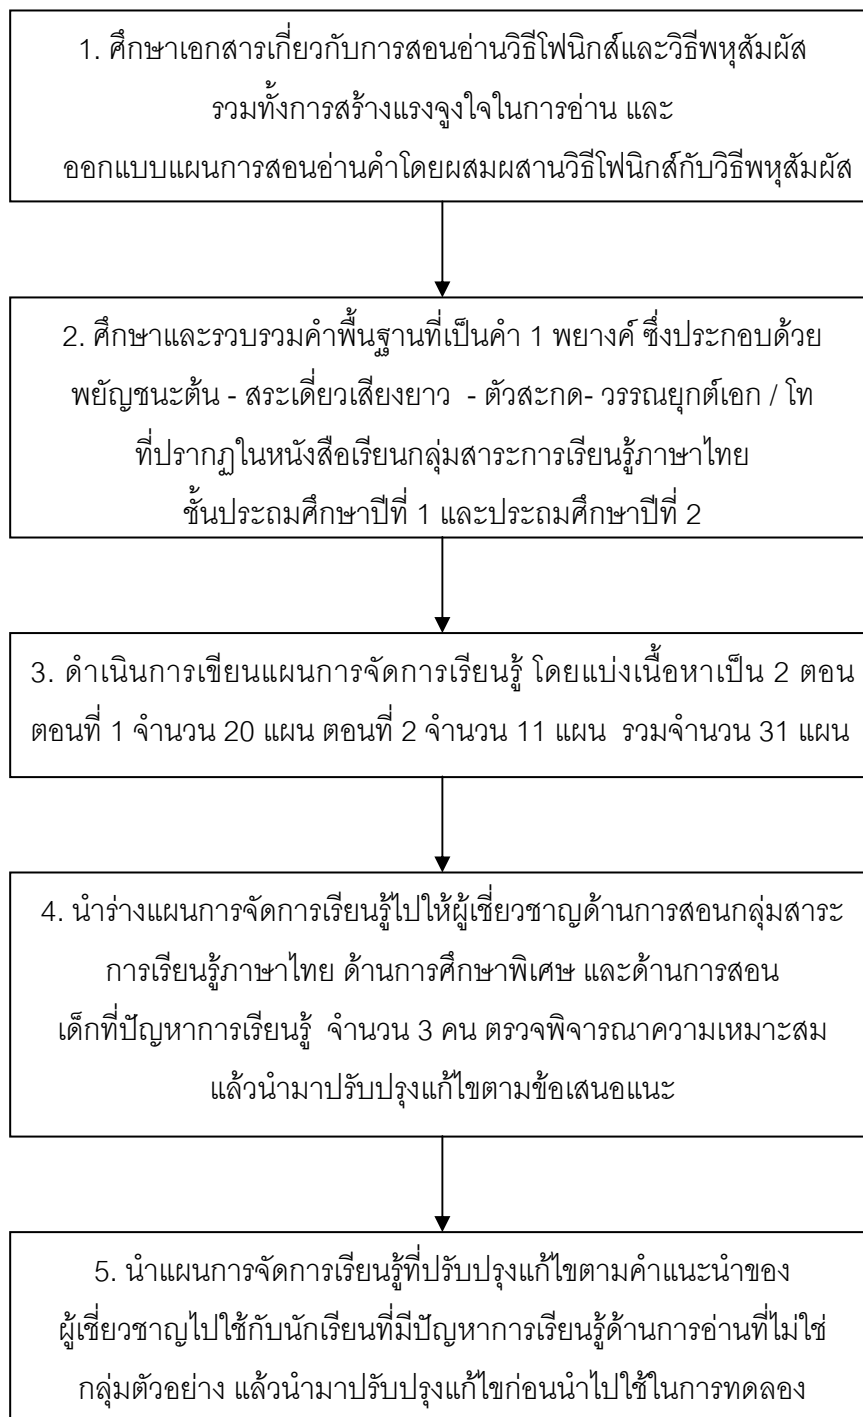 1. ศึกษาเอกสารเกี่ยวกับการสอนอ่านวิธีโฟนิกส์และวิธีพหุสัมผัส
รวมทั้งการสร้างแรงจูงใจในการอ่าน และ
ออกแบบแผนการสอนอ่านคำโดยผสมผสานวิธีโฟนิกส์กับวิธีพหุสัมผัส
2. ศึกษาและรวบรวมคำพื้นฐานที่เป็นคำ 1 พยางค์ ซึ่งประกอบด้วย
พยัญชนะต้น - สระเดี่ยวเสียงยาว - ตัวสะกด- วรรณยุกต์เอก / โท
ที่ปรากฏในหนังสือเรียนกลุ่มสาระการเรียนรู้ภาษาไทย
ชั้นประถมศึกษาปีที่ 1 และประถมศึกษาปีที่ 2
3. ดำเนินการเขียนแผนการจัดการเรียนรู้ โดยแบ่งเนื้อหาเป็น 2 ตอน
ตอนที่ 1 จำนวน 20 แผน ตอนที่ 2 จำนวน 11 แผน รวมจำนวน 31 แผน
4. นำร่างแผนการจัดการเรียนรู้ไปให้ผู้เชี่ยวชาญด้านการสอนกลุ่มสาระ
การเรียนรู้ภาษาไทย ด้านการศึกษาพิเศษ และด้านการสอน
เด็กที่ปัญหาการเรียนรู้ จำนวน 3 คน ตรวจพิจารณาความเหมาะสม
แล้วนำมาปรับปรุงแก้ไขตามข้อเสนอแนะ
5. นำแผนการจัดการเรียนรู้ที่ปรับปรุงแก้ไขตามคำแนะนำของ
ผู้เชี่ยวชาญไปใช้กับนักเรียนที่มีปัญหาการเรียนรู้ด้านการอ่านที่ไม่ใช่
กลุ่มตัวอย่าง แล้วนำมาปรับปรุงแก้ไขก่อนนำไปใช้ในการทดลอง